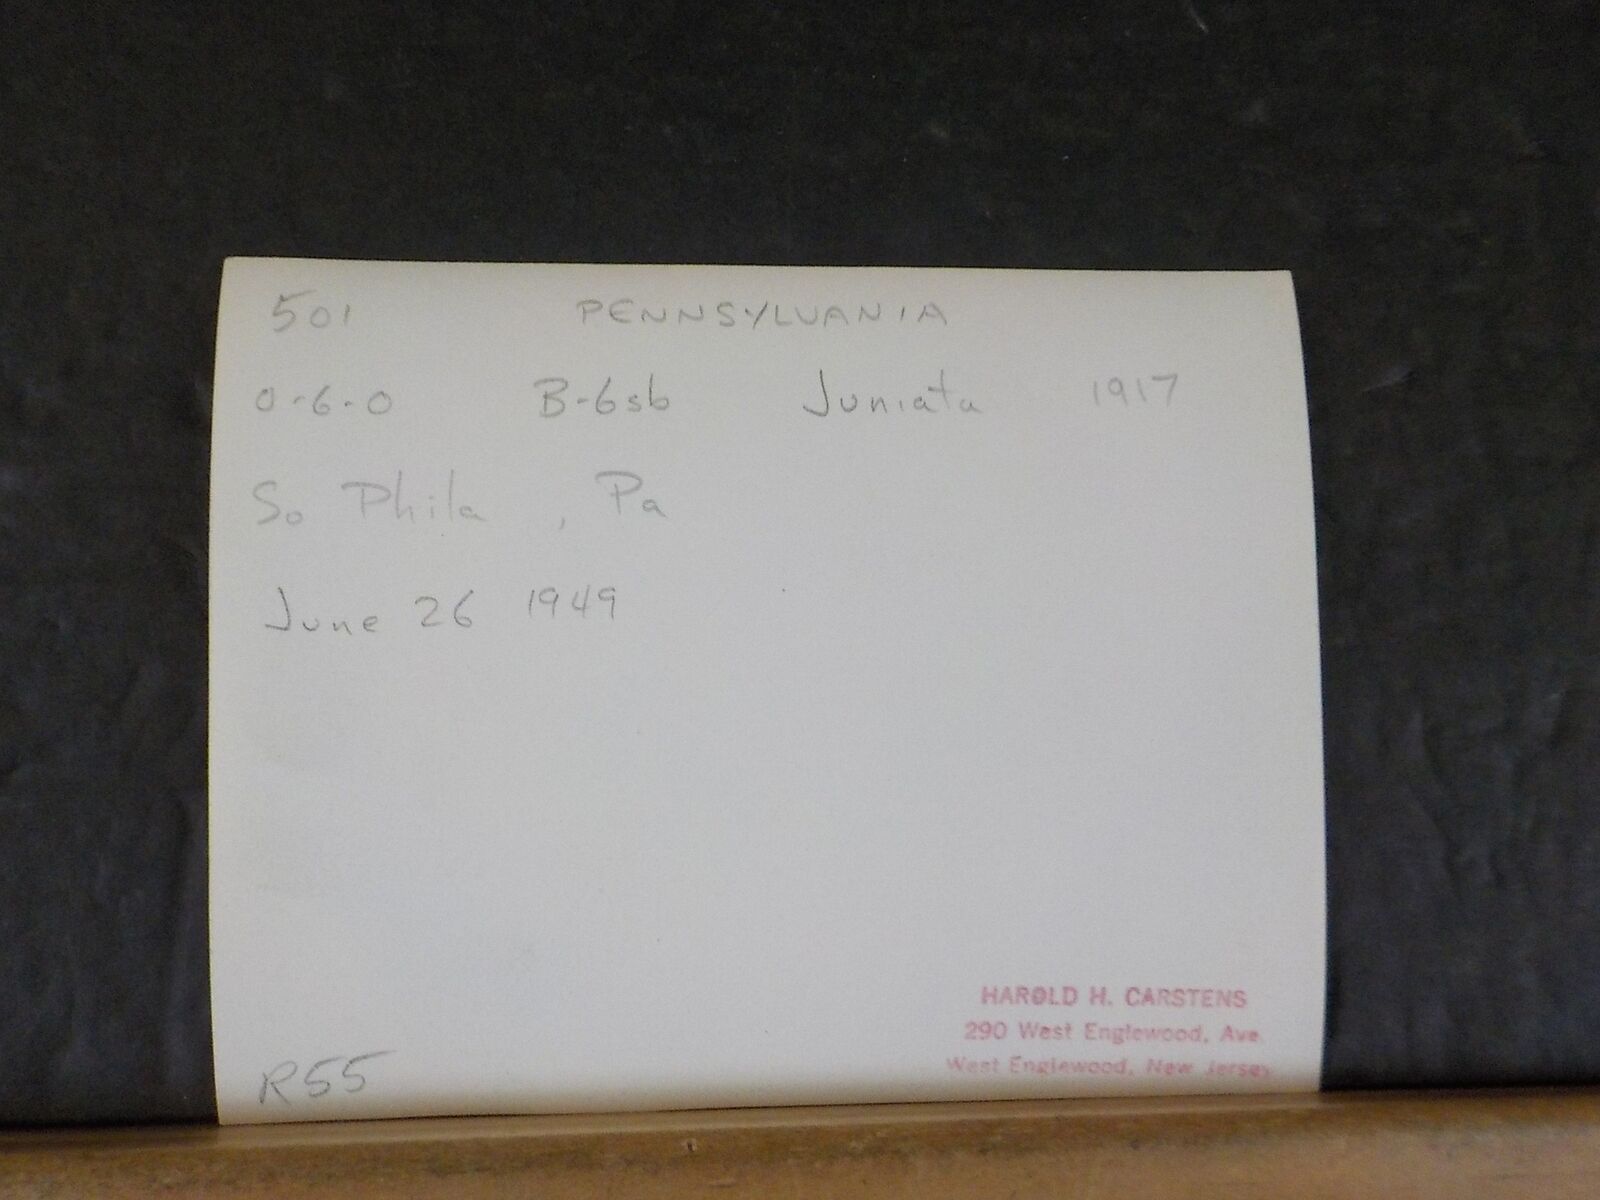 501 PENNSYLVANIA
0-6-0 B-6sb Juniata 1917
So Phila , Pa
June 26 1949
HAROLD H. CARSTENS
290 West Englewood, Ave.
West Englewood, New Jersey
R55